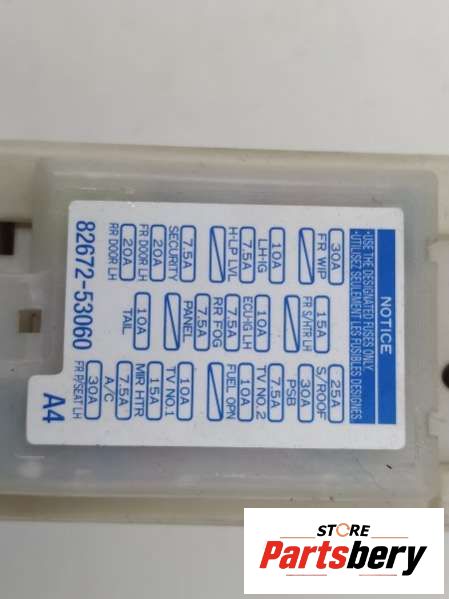 NOTICE
•USE THE DESIGNATED FUSES ONLY.
•UTILISEZ SEULEMENT LES FUSIBLES DÉSIGNÉS
30A
FR WIP
10A
LH-IG
7.5A
H-LP LVL
7.5A
SECURITY
20A
FR DOOR LH
20A
RR DOOR LH
15A
FR S/HTR LH
10A
ECU-IG LH
7.5A
RR FOG
7.5A
PANEL
10A
TAIL
25A
S/ROOF
30A
PSB
7.5A
TV NO.2
10A
FUEL OPN
10A
TV NO.1
15A
MIR HTR
7.5A
A/C
30A
FR P/SEAT LH
82672-53060 A4
STORE
Partsbery